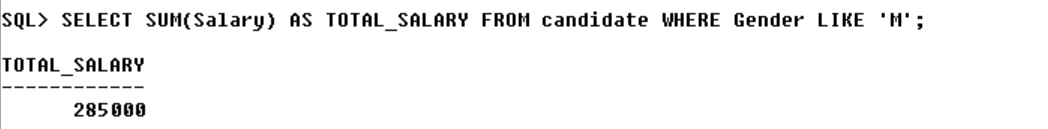 SQL> SELECT SUM(Salary) AS TOTAL_SALARY FROM candidate WHERE Gender LIKE 'M';
TOTAL_SALARY
------------
285000